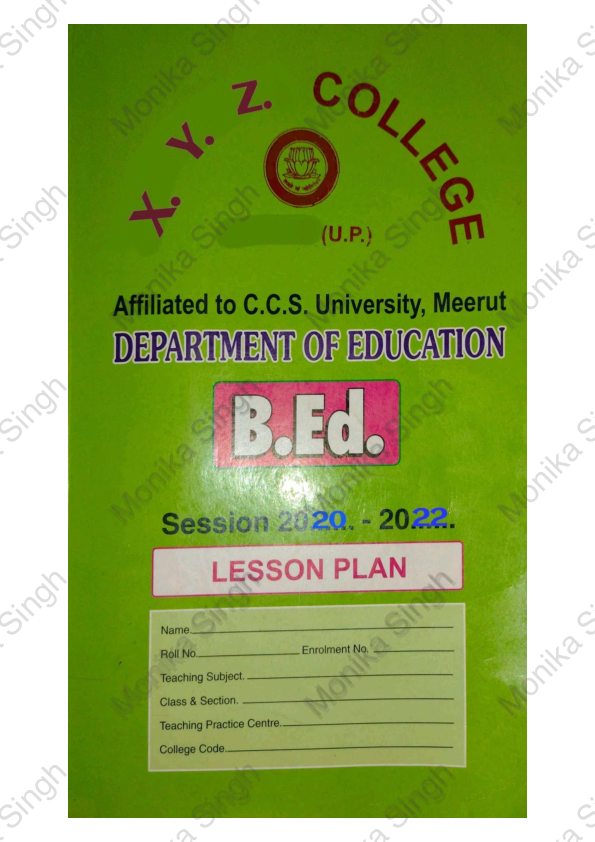 X. Y. Z. COLLEGE
(U.P.)
Affiliated to C.C.S. University, Meerut
DEPARTMENT OF EDUCATION
B.Ed.
Session 2020. - 2022.
LESSON PLAN
Name
Roll No. Enrolment No.
Teaching Subject.
Class & Section.
Teaching Practice Centre.
College Code
Monika Singh